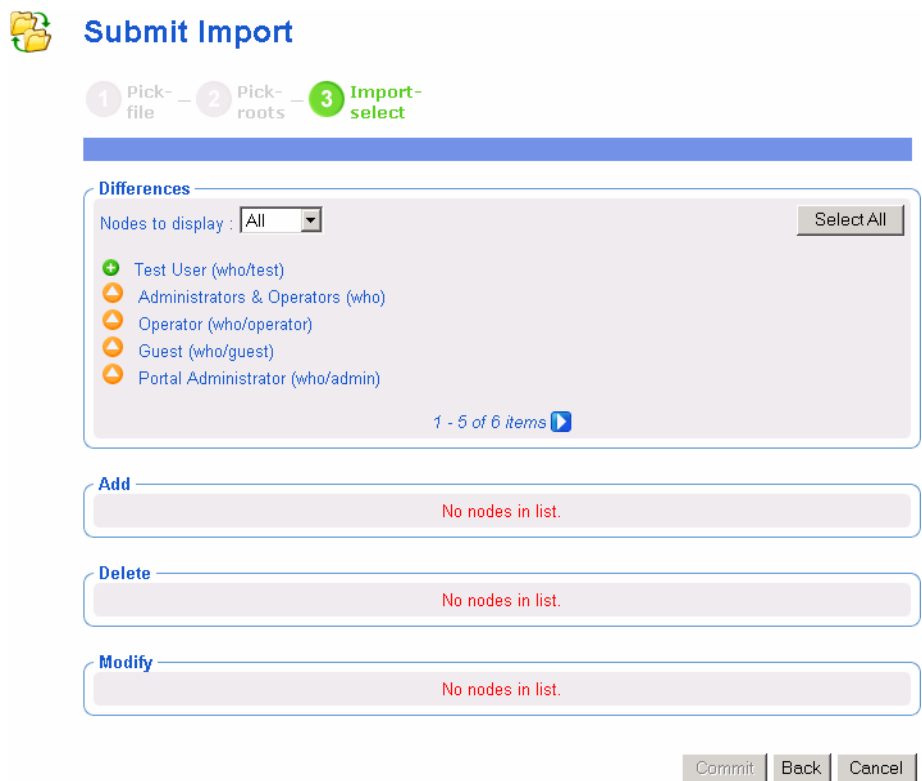 Submit Import
1 Pick-file – 2 Pick-roots – 3 Import-select
Differences
Nodes to display : All
Select All
Test User (who/test)
Administrators & Operators (who)
Operator (who/operator)
Guest (who/guest)
Portal Administrator (who/admin)
1 - 5 of 6 items
Add
No nodes in list.
Delete
No nodes in list.
Modify
No nodes in list.
Commit Back Cancel